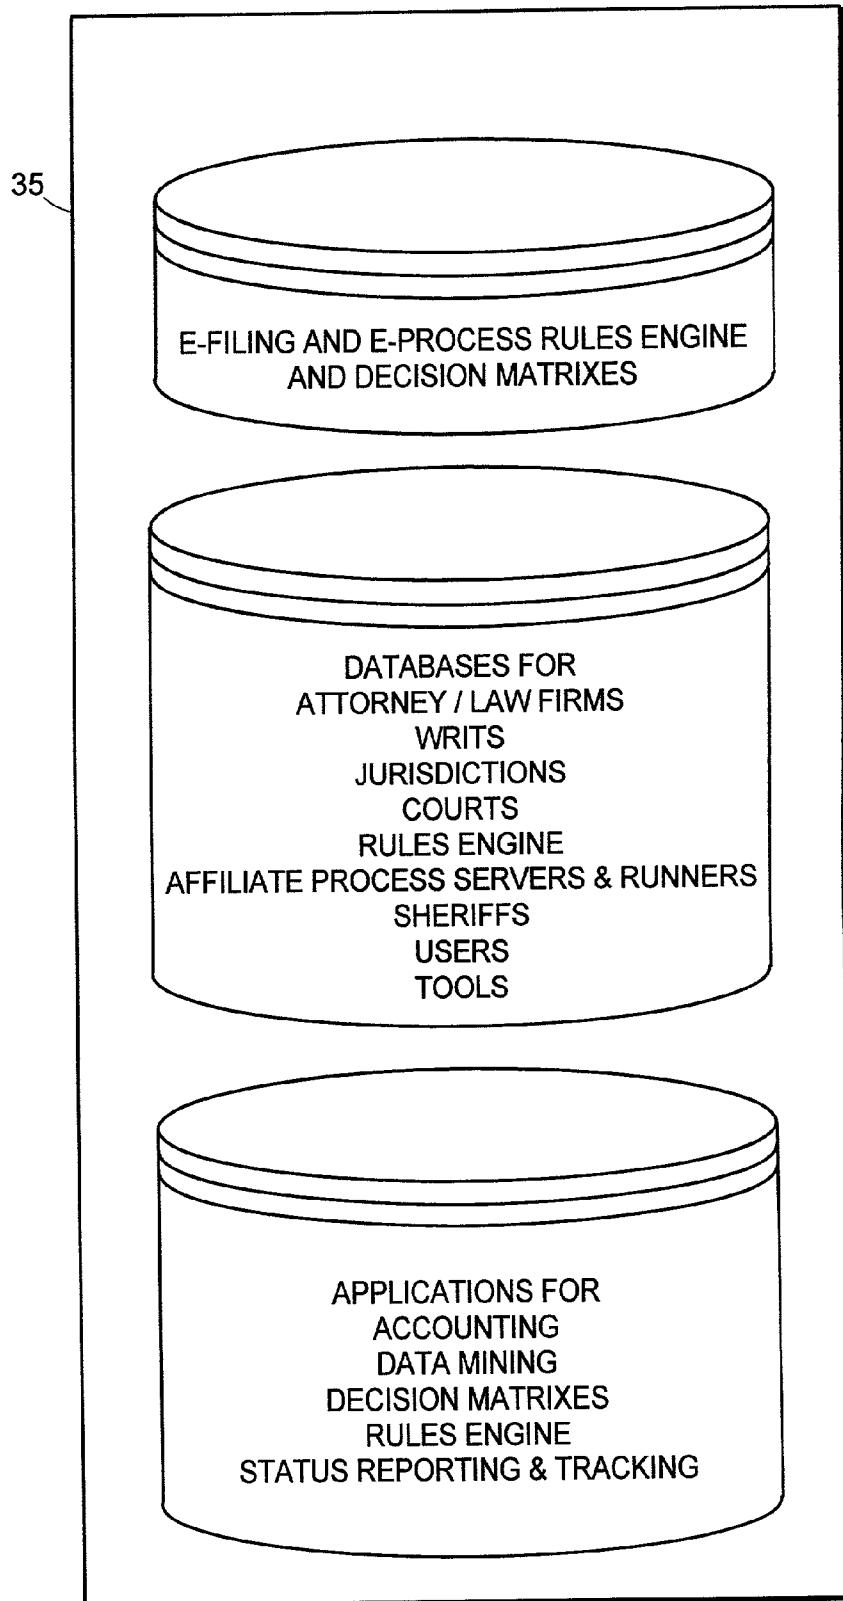 35
E-FILING AND E-PROCESS RULES ENGINE
AND DECISION MATRIXES
DATABASES FOR
ATTORNEY / LAW FIRMS
WRITS
JURISDICTIONS
COURTS
RULES ENGINE
AFFILIATE PROCESS SERVERS & RUNNERS
SHERIFFS
USERS
TOOLS
APPLICATIONS FOR
ACCOUNTING
DATA MINING
DECISION MATRIXES
RULES ENGINE
STATUS REPORTING & TRACKING